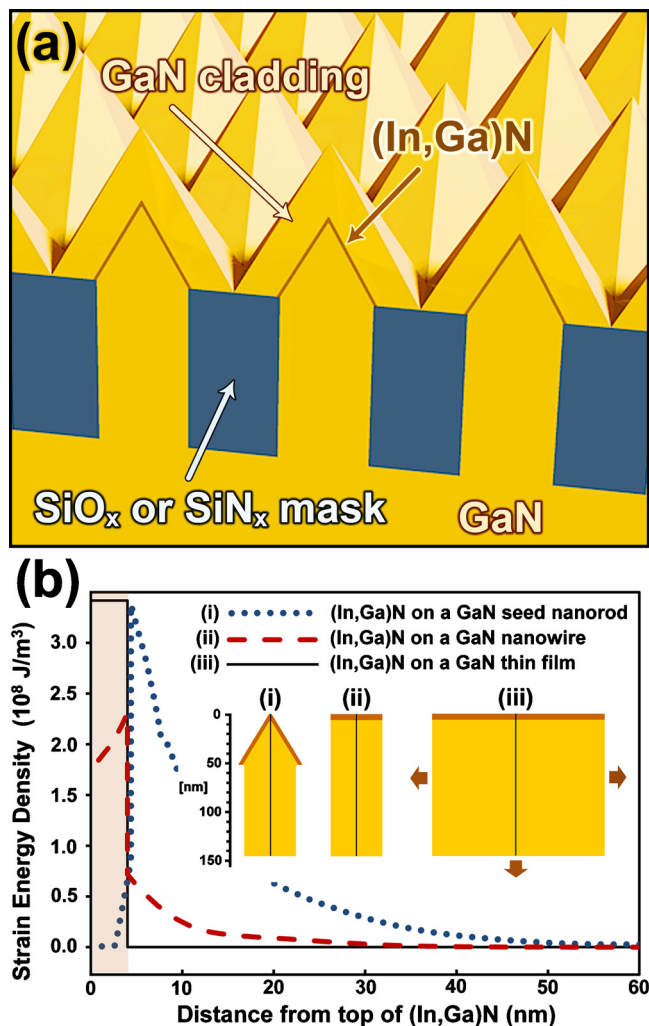 (a)
GaN cladding
(In,Ga)N
SiOx or SiNx mask
GaN
(b)
Strain Energy Density (10⁸ J/m³)
3.0
2.5
2.0
1.5
1.0
0.5
0.0
(i) (In,Ga)N on a GaN seed nanorod
(ii) (In,Ga)N on a GaN nanowire
(iii) (In,Ga)N on a GaN thin film
(i) (ii) (iii)
0
50
[nm]
100
150
0 10 20 30 40 50 60
Distance from top of (In,Ga)N (nm)